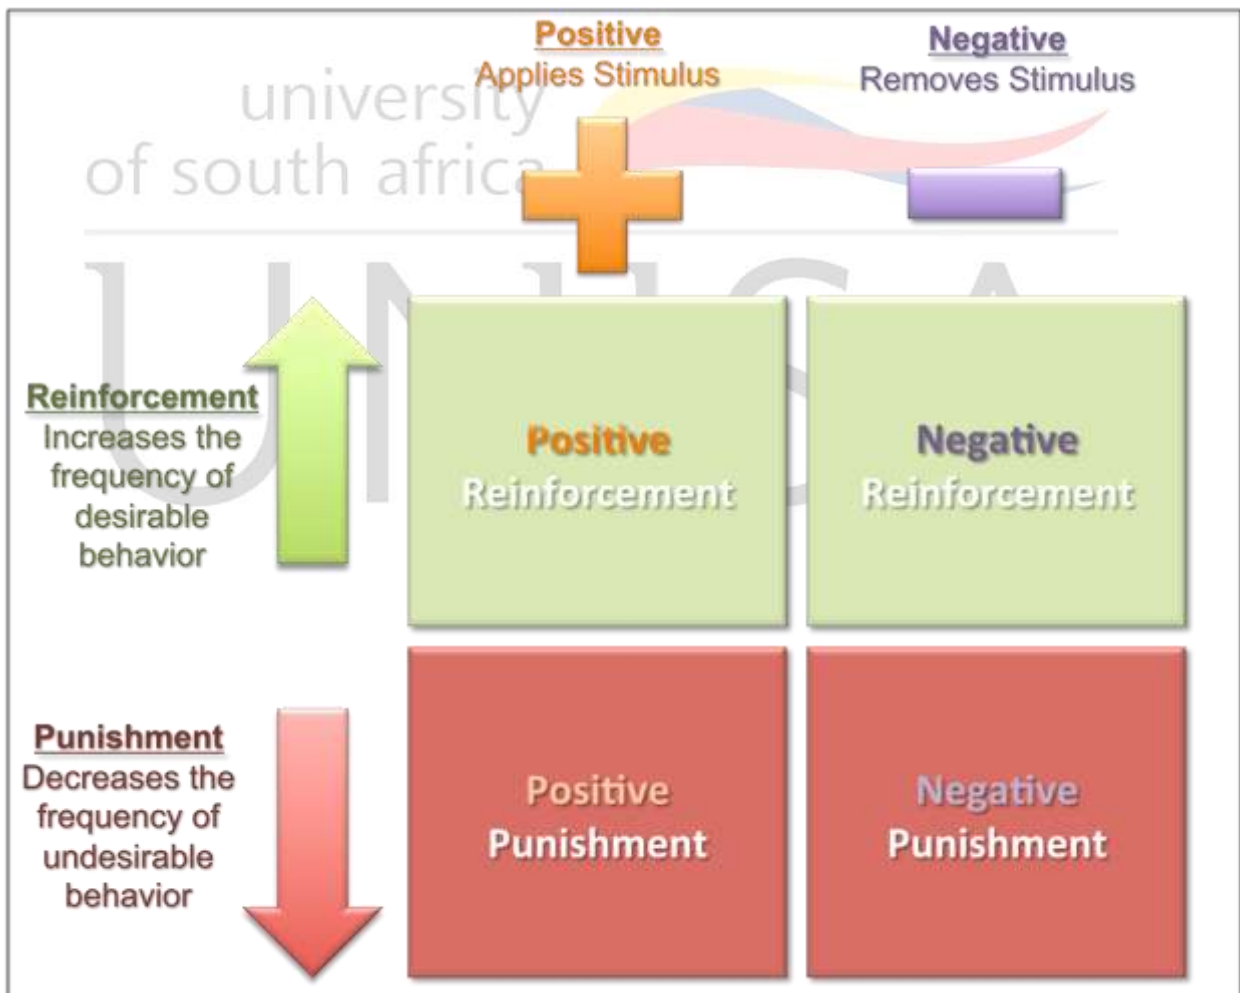 Positive
Applies Stimulus
Negative
Removes Stimulus
university
of south africa
UNISA
Reinforcement
Increases the
frequency of
desirable
behavior
Positive
Reinforcement
Negative
Reinforcement
Punishment
Decreases the
frequency of
undesirable
behavior
Positive
Punishment
Negative
Punishment